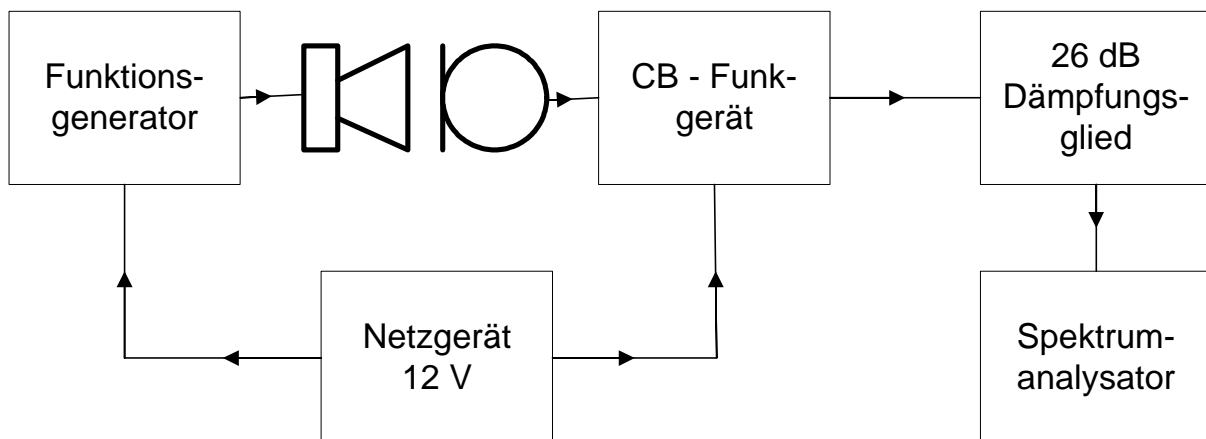 Funktions-
generator
CB - Funk-
gerät
26 dB
Dämpfungs-
glied
Netzgerät
12 V
Spektrum-
analysator